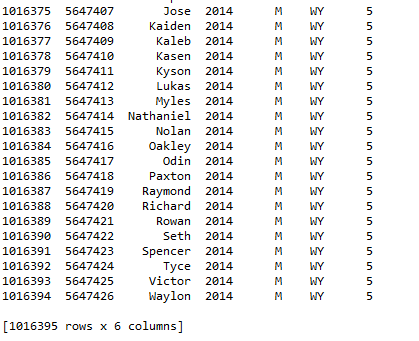 1016375 5647407 Jose 2014 M WY 5
1016376 5647408 Kaiden 2014 M WY 5
1016377 5647409 Kaleb 2014 M WY 5
1016378 5647410 Kasen 2014 M WY 5
1016379 5647411 Kyson 2014 M WY 5
1016380 5647412 Lukas 2014 M WY 5
1016381 5647413 Myles 2014 M WY 5
1016382 5647414 Nathaniel 2014 M WY 5
1016383 5647415 Nolan 2014 M WY 5
1016384 5647416 Oakley 2014 M WY 5
1016385 5647417 Odin 2014 M WY 5
1016386 5647418 Paxton 2014 M WY 5
1016387 5647419 Raymond 2014 M WY 5
1016388 5647420 Richard 2014 M WY 5
1016389 5647421 Rowan 2014 M WY 5
1016390 5647422 Seth 2014 M WY 5
1016391 5647423 Spencer 2014 M WY 5
1016392 5647424 Tyce 2014 M WY 5
1016393 5647425 Victor 2014 M WY 5
1016394 5647426 Waylon 2014 M WY 5
[1016395 rows x 6 columns]